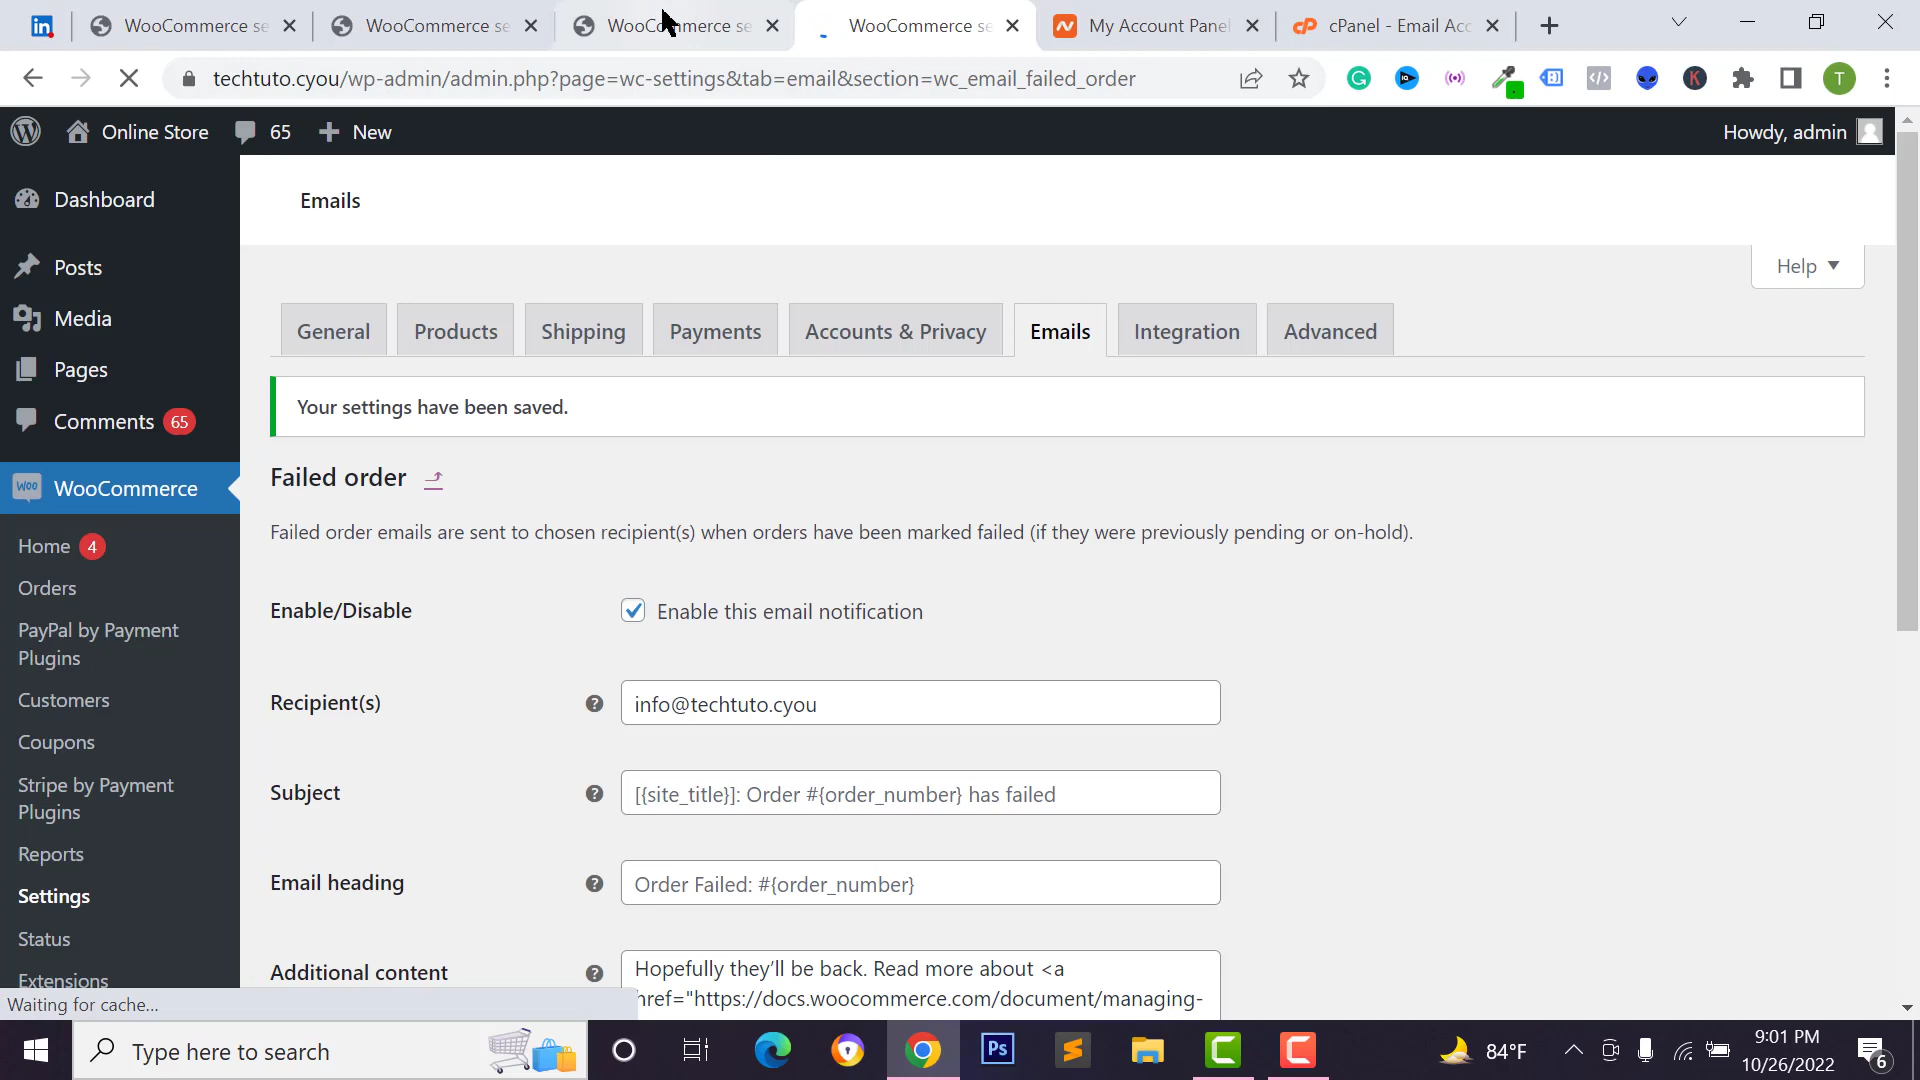 WooCommerce se
WooCommerce se
WooCommerce se
WooCommerce se
My Account Panel
cPanel - Email Acc
techtuto.cyou/wp-admin/admin.php?page=wc-settings&tab=email&section=wc_email_failed_order
T
Online Store
65
New
Howdy, admin
Dashboard
Posts
Media
Pages
Comments 65
WooCommerce
Home 4
Orders
PayPal by Payment
Plugins
Customers
Coupons
Stripe by Payment
Plugins
Reports
Settings
Status
Extensions
Emails
Help
General
Products
Shipping
Payments
Accounts & Privacy
Emails
Integration
Advanced
Your settings have been saved.
Failed order
Failed order emails are sent to chosen recipient(s) when orders have been marked failed (if they were previously pending or on-hold).
Enable/Disable
Enable this email notification
Recipient(s)
info@techtuto.cyou
Subject
[{site_title}]: Order #{order_number} has failed
Email heading
Order Failed: #{order_number}
Additional content
Hopefully they'll be back. Read more about <a
href="https://docs.woocommerce.com/document/managing-
Waiting for cache...
Type here to search
Ps
84°F
9:01 PM
10/26/2022
6